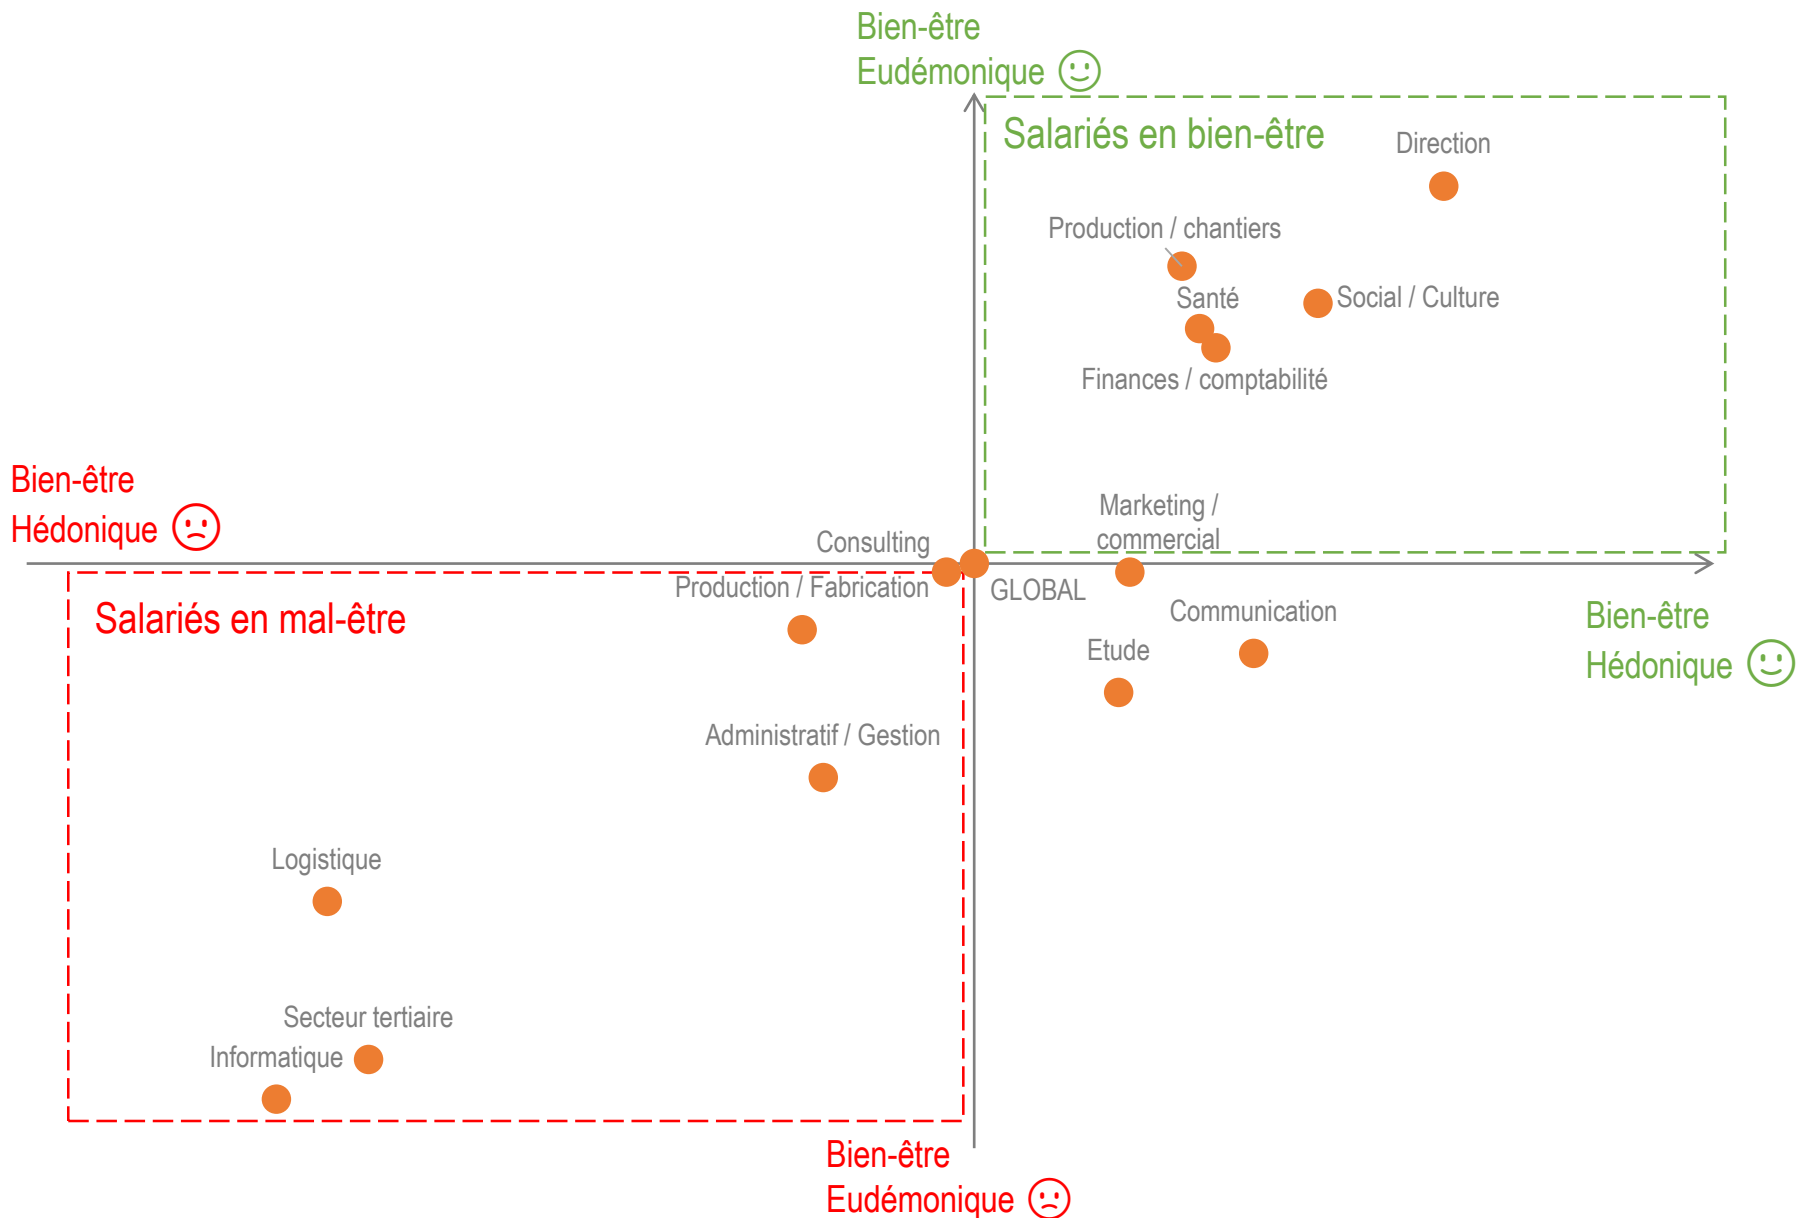 Bien-être
Eudémonique
Salariés en bien-être
Direction
Production / chantiers
Santé
Social / Culture
Finances / comptabilité
Bien-être
Hédonique
Marketing /
commercial
Consulting
Production / Fabrication
GLOBAL
Salariés en mal-être
Communication
Bien-être
Hédonique
Etude
Administratif / Gestion
Logistique
Secteur tertiaire
Informatique
Bien-être
Eudémonique